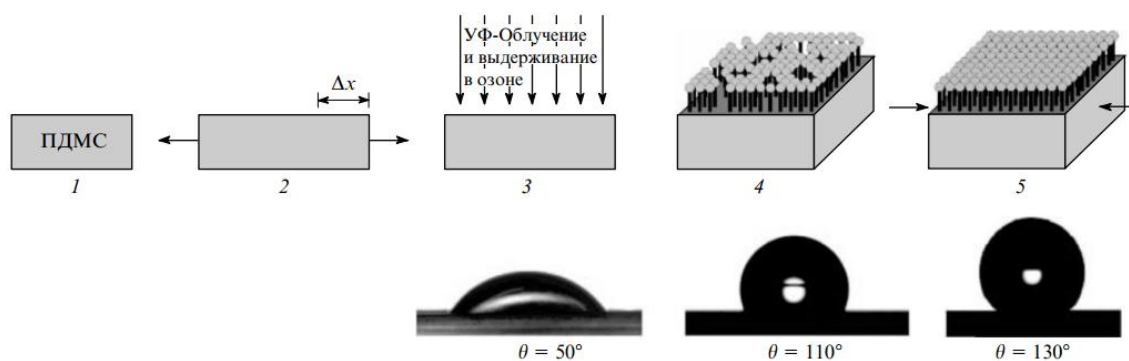 УФ-Облучение
и выдерживание
в озоне
Δx
ПДМС
1
2
3
4
5
θ = 50°
θ = 110°
θ = 130°